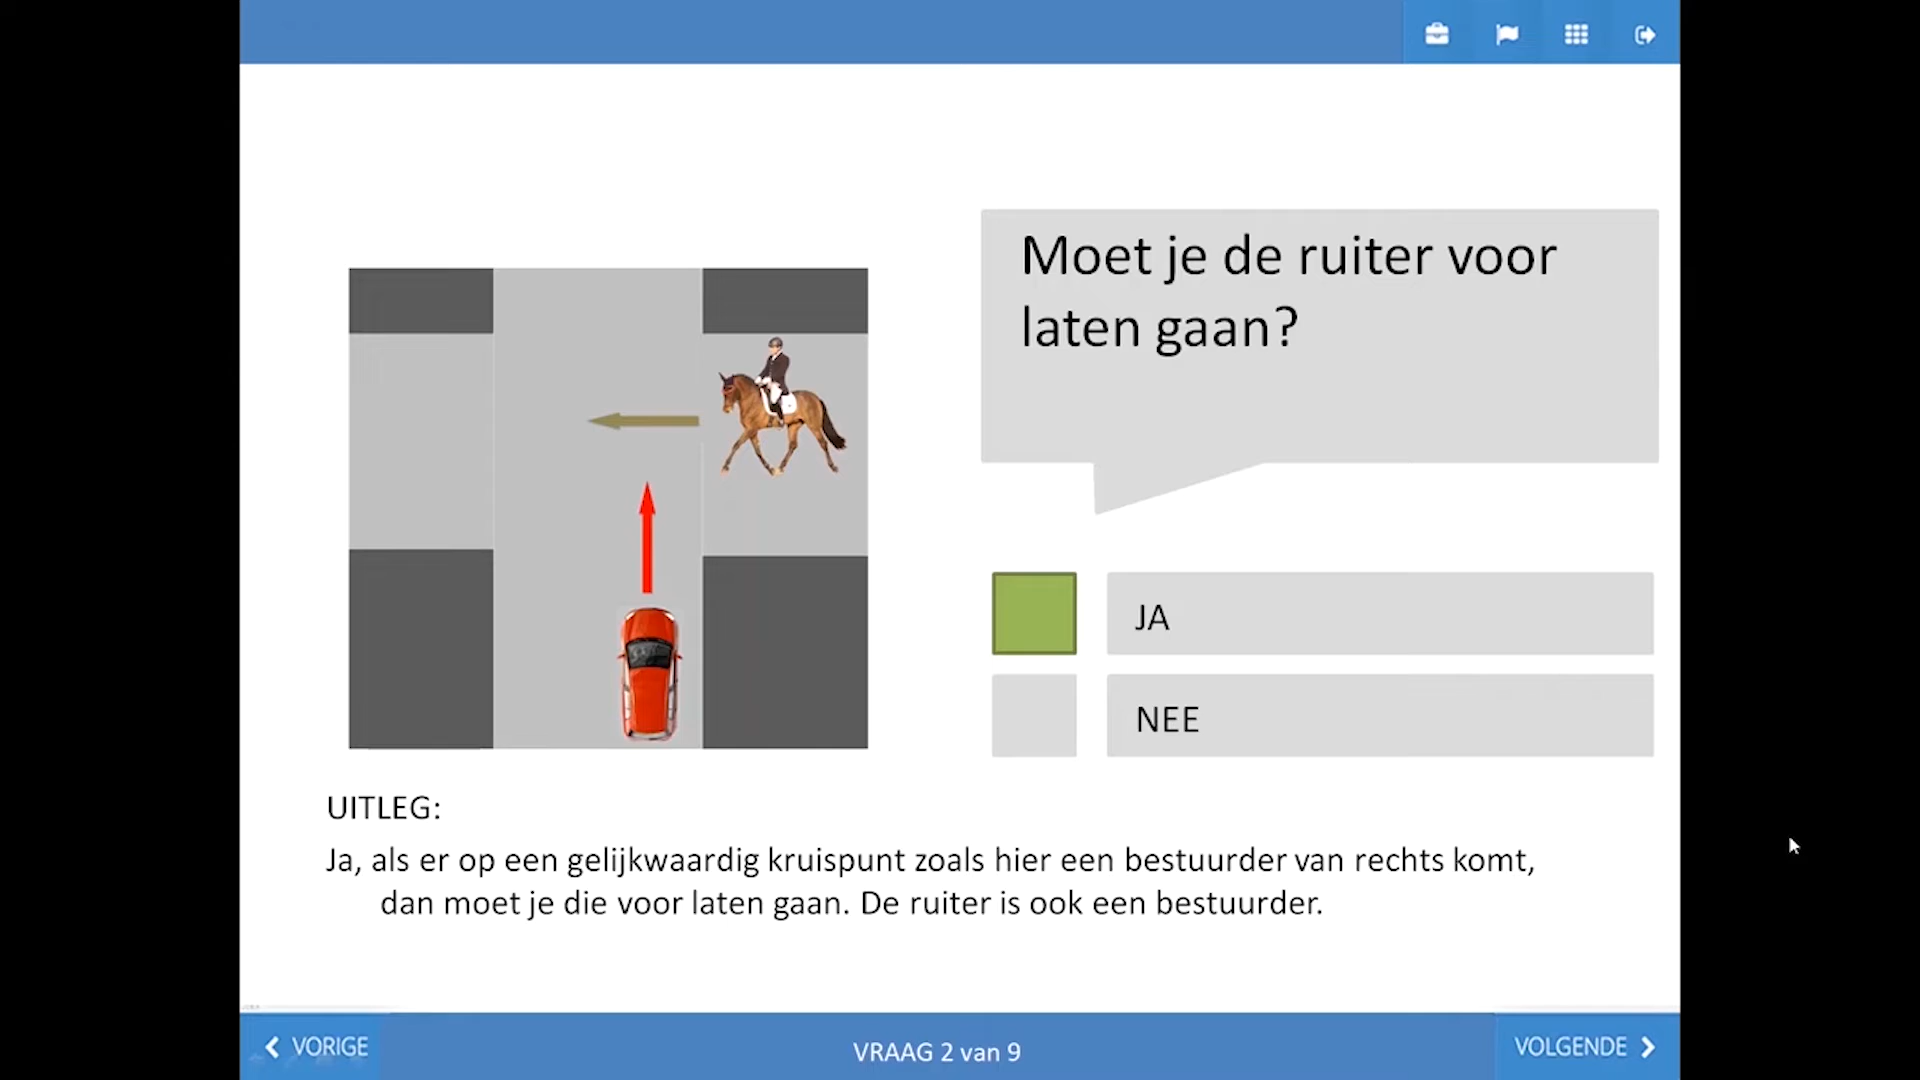 Moet je de ruiter voor
laten gaan?
JA
NEE
UITLEG:
Ja, als er op een gelijkwaardig kruispunt zoals hier een bestuurder van rechts komt,
dan moet je die voor laten gaan. De ruiter is ook een bestuurder.
VORIGE
VRAAG 2 van 9
VOLGENDE